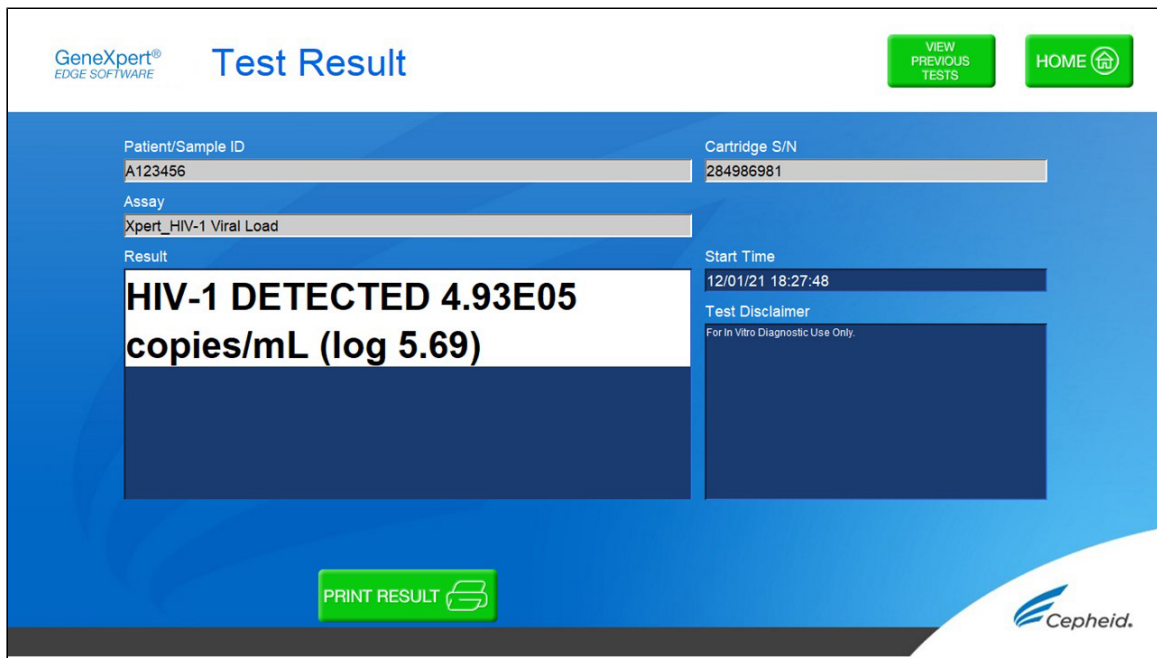 GeneXpert®
EDGE SOFTWARE
Test Result
VIEW
PREVIOUS
TESTS
HOME
Patient/Sample ID
A123456
Cartridge S/N
284986981
Assay
Xpert_HIV-1 Viral Load
Result
HIV-1 DETECTED 4.93E05
copies/mL (log 5.69)
Start Time
12/01/21 18:27:48
Test Disclaimer
For In Vitro Diagnostic Use Only.
PRINT RESULT
Cepheid.